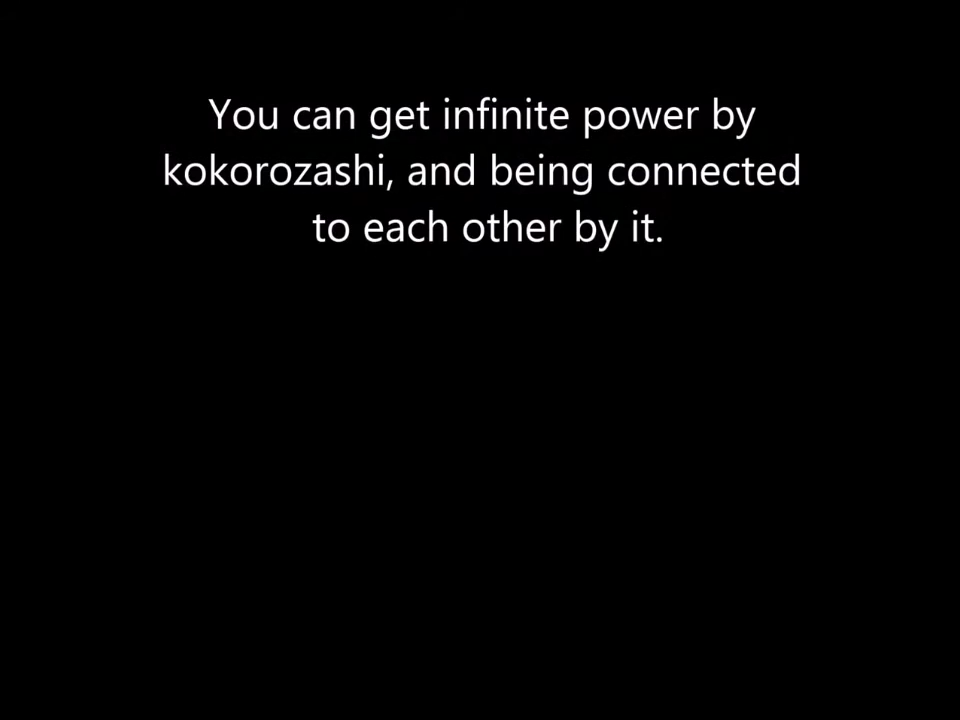 You can get infinite power by
kokorozashi, and being connected
to each other by it.